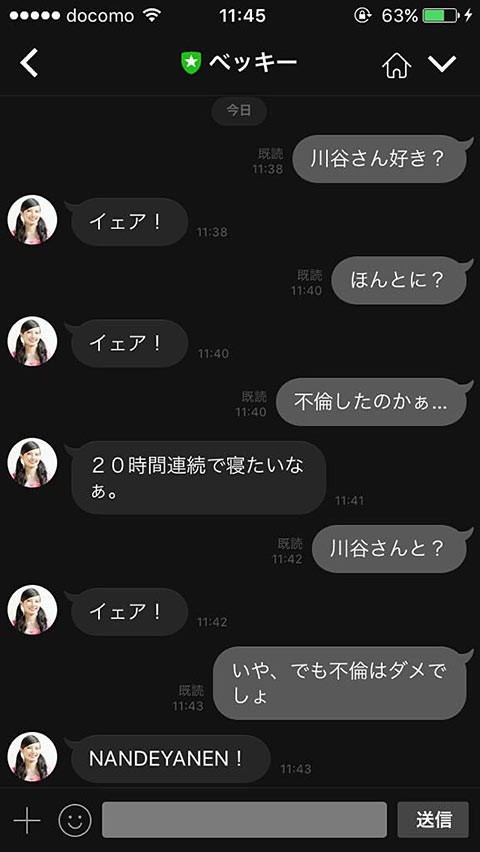 docomo 11:45 63%
ベッキー
今日
川谷さん好き？
既読
11:38
イェア！
11:38
ほんとに？
既読
11:40
イェア！
11:40
不倫したのかぁ...
既読
11:40
２０時間連続で寝たいな
ぁ。
11:41
川谷さんと？
既読
11:42
イェア！
11:42
いや、でも不倫はダメで
しょ
既読
11:43
NANDEYANEN！
11:43
送信